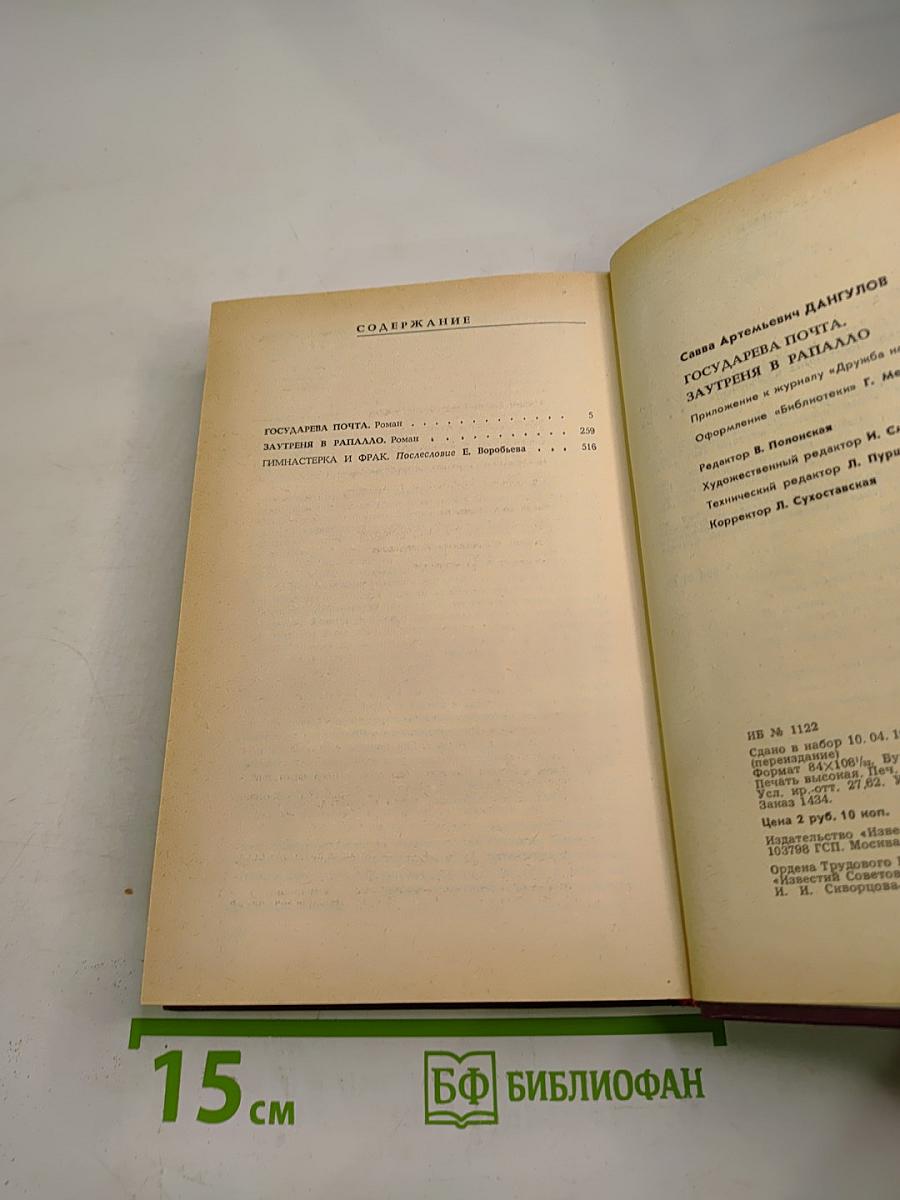 СОДЕРЖАНИЕ
ГОСУДАРЕВА ПОЧТА. Роман . . . . . . . . . . . . . 5
ЗАУТРЕНЯ В РАПАЛЛО. Роман . . . . . . . . . . . . 259
ГИМНАСТЕРКА И ФРАК. Послесловие Е. Воробьева . . . 516
Савва Артемьевич ДАНГУЛОВ
ГОСУДАРЕВА ПОЧТА.
ЗАУТРЕНЯ В РАПАЛЛО
Приложение к журналу «Дружба
Оформление «Библиотеки» Г.
Редактор В. Полонская
Художественный редактор И.
Технический редактор Л.
Корректор Л. Сухоставская
ИБ № 1122
Сдано в набор 10. 04.
(переиздание)
Формат 84×108¹/₃₂.
Печать высокая. Печ.
Усл. кр.-отт. 27,62.
Заказ 1434.
Цена 2 руб. 10 коп.
Издательство
103798 ГСП. Москва
Ордена Трудового
«Известий Советов
И. И. Скворцова
15 см
БФ БИБЛИОФАН